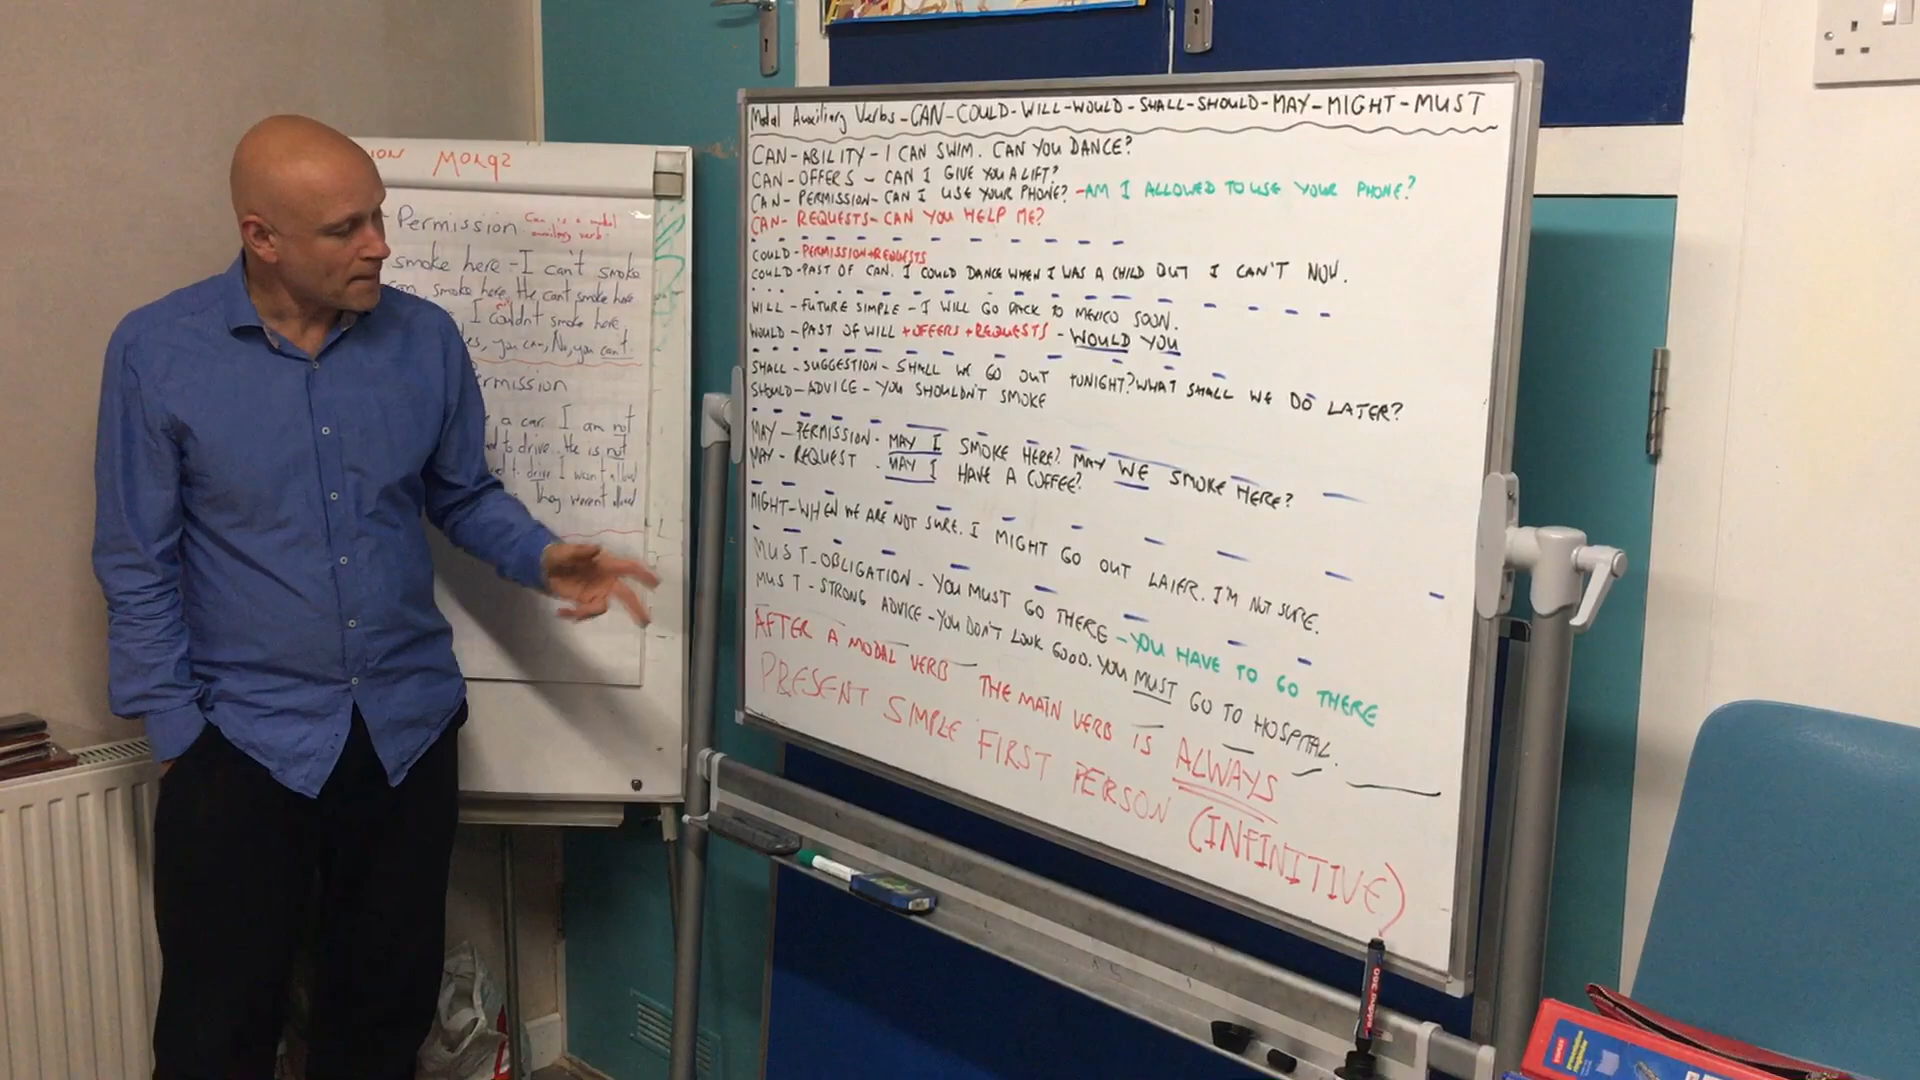 ION MORQ2
Permission Can is a modal
auxiliary verb.
smoke here - I can't smoke
smoke here, He can't smoke here
I couldn't smoke here
yes, you can, No, you can't.
ermission
a car. I am not
to drive. He is not
to drive I wasn't allowed
They weren't allowed
Modal Auxiliary Verbs - CAN - COULD - WILL - WOULD - SHALL - SHOULD - MAY - MIGHT - MUST
CAN - ABILITY - I CAN SWIM. CAN YOU DANCE?
CAN - OFFERS - CAN I GIVE YOU A LIFT?
CAN - PERMISSION - CAN I USE YOUR PHONE? - AM I ALLOWED TO USE YOUR PHONE?
CAN - REQUESTS - CAN YOU HELP ME?
COULD - PERMISSION + REQUESTS
COULD - PAST OF CAN. I COULD DANCE WHEN I WAS A CHILD BUT I CAN'T NOW.
WILL - FUTURE SIMPLE - I WILL GO BACK TO MEXICO SOON.
WOULD - PAST OF WILL + OFFERS + REQUESTS - WOULD YOU
SHALL - SUGGESTION - SHALL WE GO OUT TONIGHT? WHAT SHALL WE DO LATER?
SHOULD - ADVICE - YOU SHOULDN'T SMOKE
MAY - PERMISSION. MAY I SMOKE HERE? MAY WE SMOKE HERE?
MAY - REQUEST. MAY I HAVE A COFFEE?
MIGHT - WHEN WE ARE NOT SURE. I MIGHT GO OUT LATER. I'M NOT SURE.
MUST - OBLIGATION - YOU MUST GO THERE - YOU HAVE TO GO THERE
MUST - STRONG ADVICE - YOU DON'T LOOK GOOD. YOU MUST GO TO HOSPITAL.
AFTER A MODAL VERB THE MAIN VERB IS ALWAYS
PRESENT SIMPLE FIRST PERSON (INFINITIVE)